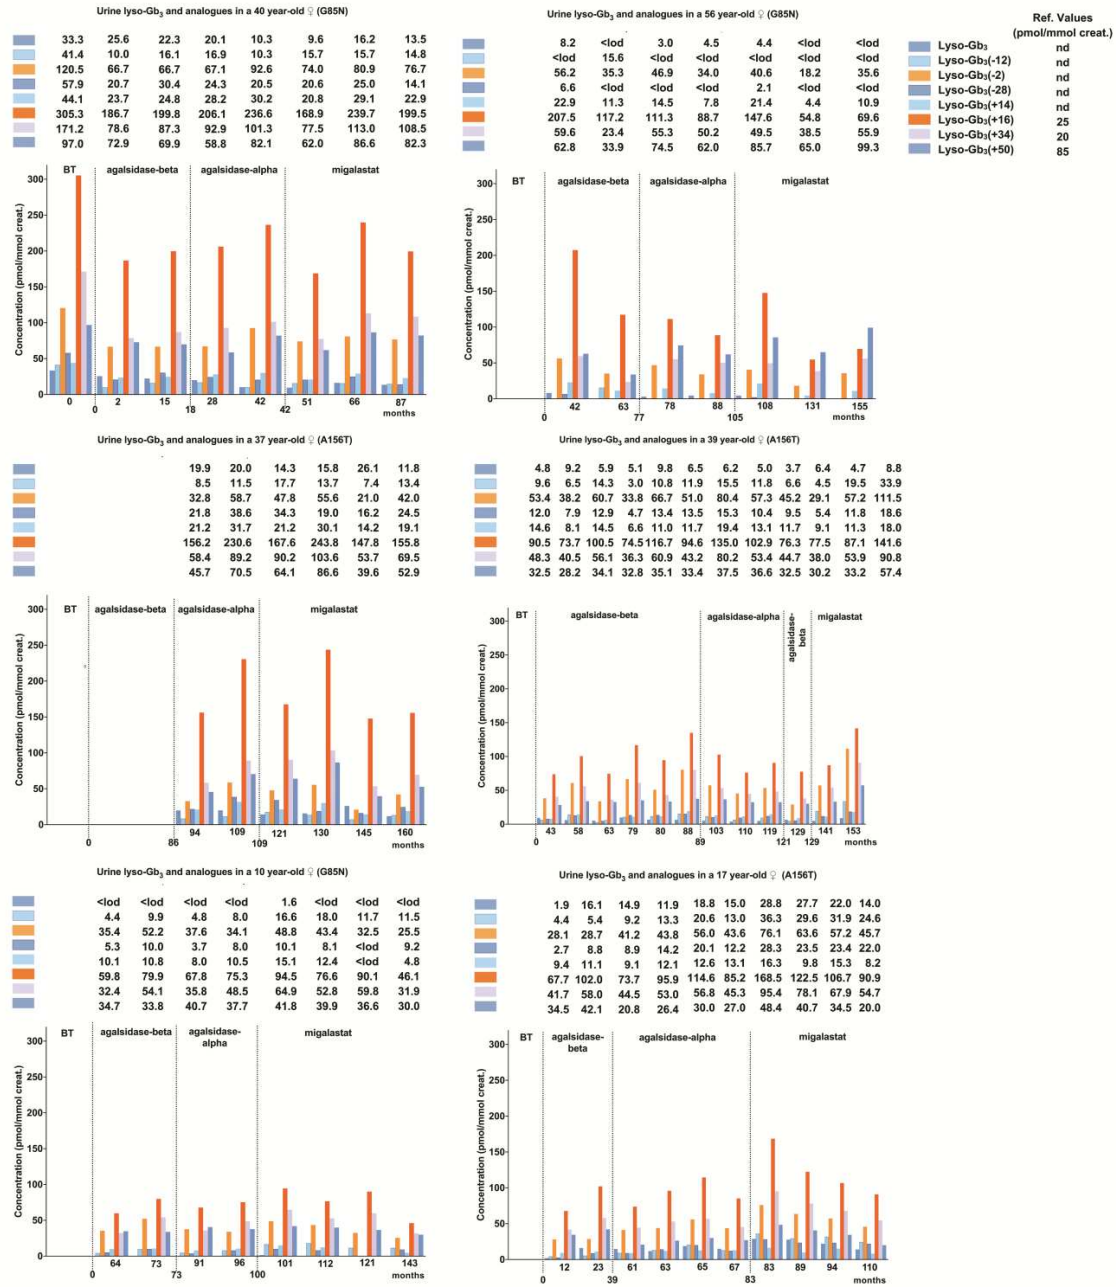 Urine lyso-Gb₃ and analogues in a 40 year-old ♀ (G85N)
33.3 25.6 22.3 20.1 10.3 9.6 16.2 13.5
41.4 10.0 16.1 16.9 10.3 15.7 15.7 14.8
120.5 66.7 66.7 67.1 92.6 74.0 80.9 76.7
57.9 20.7 30.4 24.3 20.5 20.6 25.0 14.1
44.1 23.7 24.8 28.2 30.2 20.8 29.1 22.9
305.3 186.7 199.8 206.1 236.6 168.9 239.7 199.5
171.2 78.6 87.3 92.9 101.3 77.5 113.0 108.5
97.0 72.9 69.9 58.8 82.1 62.0 86.6 82.3
BT agalsidase-beta agalsidase-alpha migalastat
Concentration (pmol/mmol creat.)
300
250
200
150
100
50
0
0 2 15 28 42 51 66 87
0 18 42 months
Urine lyso-Gb₃ and analogues in a 56 year-old ♀ (G85N)
8.2 <lod 3.0 4.5 4.4 <lod <lod
<lod 15.6 <lod <lod <lod <lod <lod
56.2 35.3 46.9 34.0 40.6 18.2 35.6
6.6 <lod <lod <lod 2.1 <lod <lod
22.9 11.3 14.5 7.8 21.4 4.4 10.9
207.5 117.2 111.3 88.7 147.6 54.8 69.6
59.6 23.4 55.3 50.2 49.5 38.5 55.9
62.8 33.9 74.5 62.0 85.7 65.0 99.3
Ref. Values
(pmol/mmol creat.)
Lyso-Gb₃ nd
Lyso-Gb₃(-12) nd
Lyso-Gb₃(-2) nd
Lyso-Gb₃(-28) nd
Lyso-Gb₃(+14) nd
Lyso-Gb₃(+16) 25
Lyso-Gb₃(+34) 20
Lyso-Gb₃(+50) 85
BT agalsidase-beta agalsidase-alpha migalastat
Concentration (pmol/mmol creat.)
300
250
200
150
100
50
0
42 63 78 88 108 131 155
0 77 105 months
Urine lyso-Gb₃ and analogues in a 37 year-old ♀ (A156T)
19.9 20.0 14.3 15.8 26.1 11.8
8.5 11.5 17.7 13.7 7.4 13.4
32.8 58.7 47.8 55.6 21.0 42.0
21.8 38.6 34.3 19.0 16.2 24.5
21.2 31.7 21.2 30.1 14.2 19.1
156.2 230.6 167.6 243.8 147.8 155.8
58.4 89.2 90.2 103.6 53.7 69.5
45.7 70.5 64.1 86.6 39.6 52.9
BT agalsidase-beta agalsidase-alpha migalastat
Concentration (pmol/mmol creat.)
300
250
200
150
100
50
0
94 109 121 130 145 160
0 86 109 months
Urine lyso-Gb₃ and analogues in a 39 year-old ♀ (A156T)
4.8 9.2 5.9 5.1 9.8 6.5 6.2 5.0 3.7 6.4 4.7 8.8
9.6 6.5 14.3 3.0 10.8 11.9 15.5 11.8 6.6 4.5 19.5 33.9
53.4 38.2 60.7 33.8 66.7 51.0 80.4 57.3 45.2 29.1 57.2 111.5
12.0 7.9 12.9 4.7 13.4 13.5 15.3 10.4 9.5 5.4 11.8 18.6
14.6 8.1 14.5 6.6 11.0 11.7 19.4 13.1 11.7 9.1 11.3 18.0
90.5 73.7 100.5 74.5 116.7 94.6 135.0 102.9 76.3 77.5 87.1 141.6
48.3 40.5 56.1 36.3 60.9 43.2 80.2 53.4 44.7 38.0 53.9 90.8
32.5 28.2 34.1 32.8 35.1 33.4 37.5 36.6 32.5 30.2 33.2 57.4
BT agalsidase-beta agalsidase-alpha agalsidase-beta migalastat
Concentration (pmol/mmol creat.)
300
250
200
150
100
50
0
43 58 63 79 80 88 103 110 119 129 141 153
0 89 121 129 months
Urine lyso-Gb₃ and analogues in a 10 year-old ♀ (G85N)
<lod <lod <lod <lod 1.6 <lod <lod <lod
4.4 9.9 4.8 8.0 16.6 18.0 11.7 11.5
35.4 52.2 37.6 34.1 48.8 43.4 32.5 25.5
5.3 10.0 3.7 8.0 10.1 8.1 <lod 9.2
10.1 10.8 8.0 10.5 15.1 12.4 <lod 4.8
59.8 79.9 67.8 75.3 94.5 76.6 90.1 46.1
32.4 54.1 35.8 48.5 64.9 52.8 59.8 31.9
34.7 33.8 40.7 37.7 41.8 39.9 36.6 30.0
BT agalsidase-beta agalsidase- migalastat
alpha
Concentration (pmol/mmol creat.)
300
250
200
150
100
50
0
64 73 91 96 101 112 121 143
0 73 100 months
Urine lyso-Gb₃ and analogues in a 17 year-old ♀ (A156T)
1.9 16.1 14.9 11.9 18.8 15.0 28.8 27.7 22.0 14.0
4.4 5.4 9.2 13.3 20.6 13.0 36.3 29.6 31.9 24.6
28.1 28.7 41.2 43.8 56.0 43.6 76.1 63.6 57.2 45.7
2.7 8.8 8.9 14.2 20.1 12.2 28.3 23.5 23.4 22.0
9.4 11.1 9.1 12.1 12.6 13.1 16.3 9.8 15.3 8.2
67.7 102.0 73.7 95.9 114.6 85.2 168.5 122.5 106.7 90.9
41.7 58.0 44.5 53.0 56.8 45.3 95.4 78.1 67.9 54.7
34.5 42.1 20.8 26.4 30.0 27.0 48.4 40.7 34.5 20.0
BT agalsidase- agalsidase-alpha migalastat
beta
Concentration (pmol/mmol creat.)
300
250
200
150
100
50
0
12 23 61 63 65 67 83 89 94 110
0 39 83 months